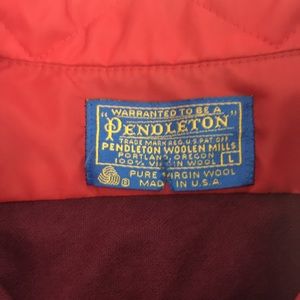 WARRANTED TO BE A
"PENDLETON"
TRADE MARK REG. U.S. PAT. OFF.
PENDLETON WOOLEN MILLS
PORTLAND, OREGON
100% VIRGIN WOOL
L
PURE VIRGIN WOOL
MADE IN U.S.A.